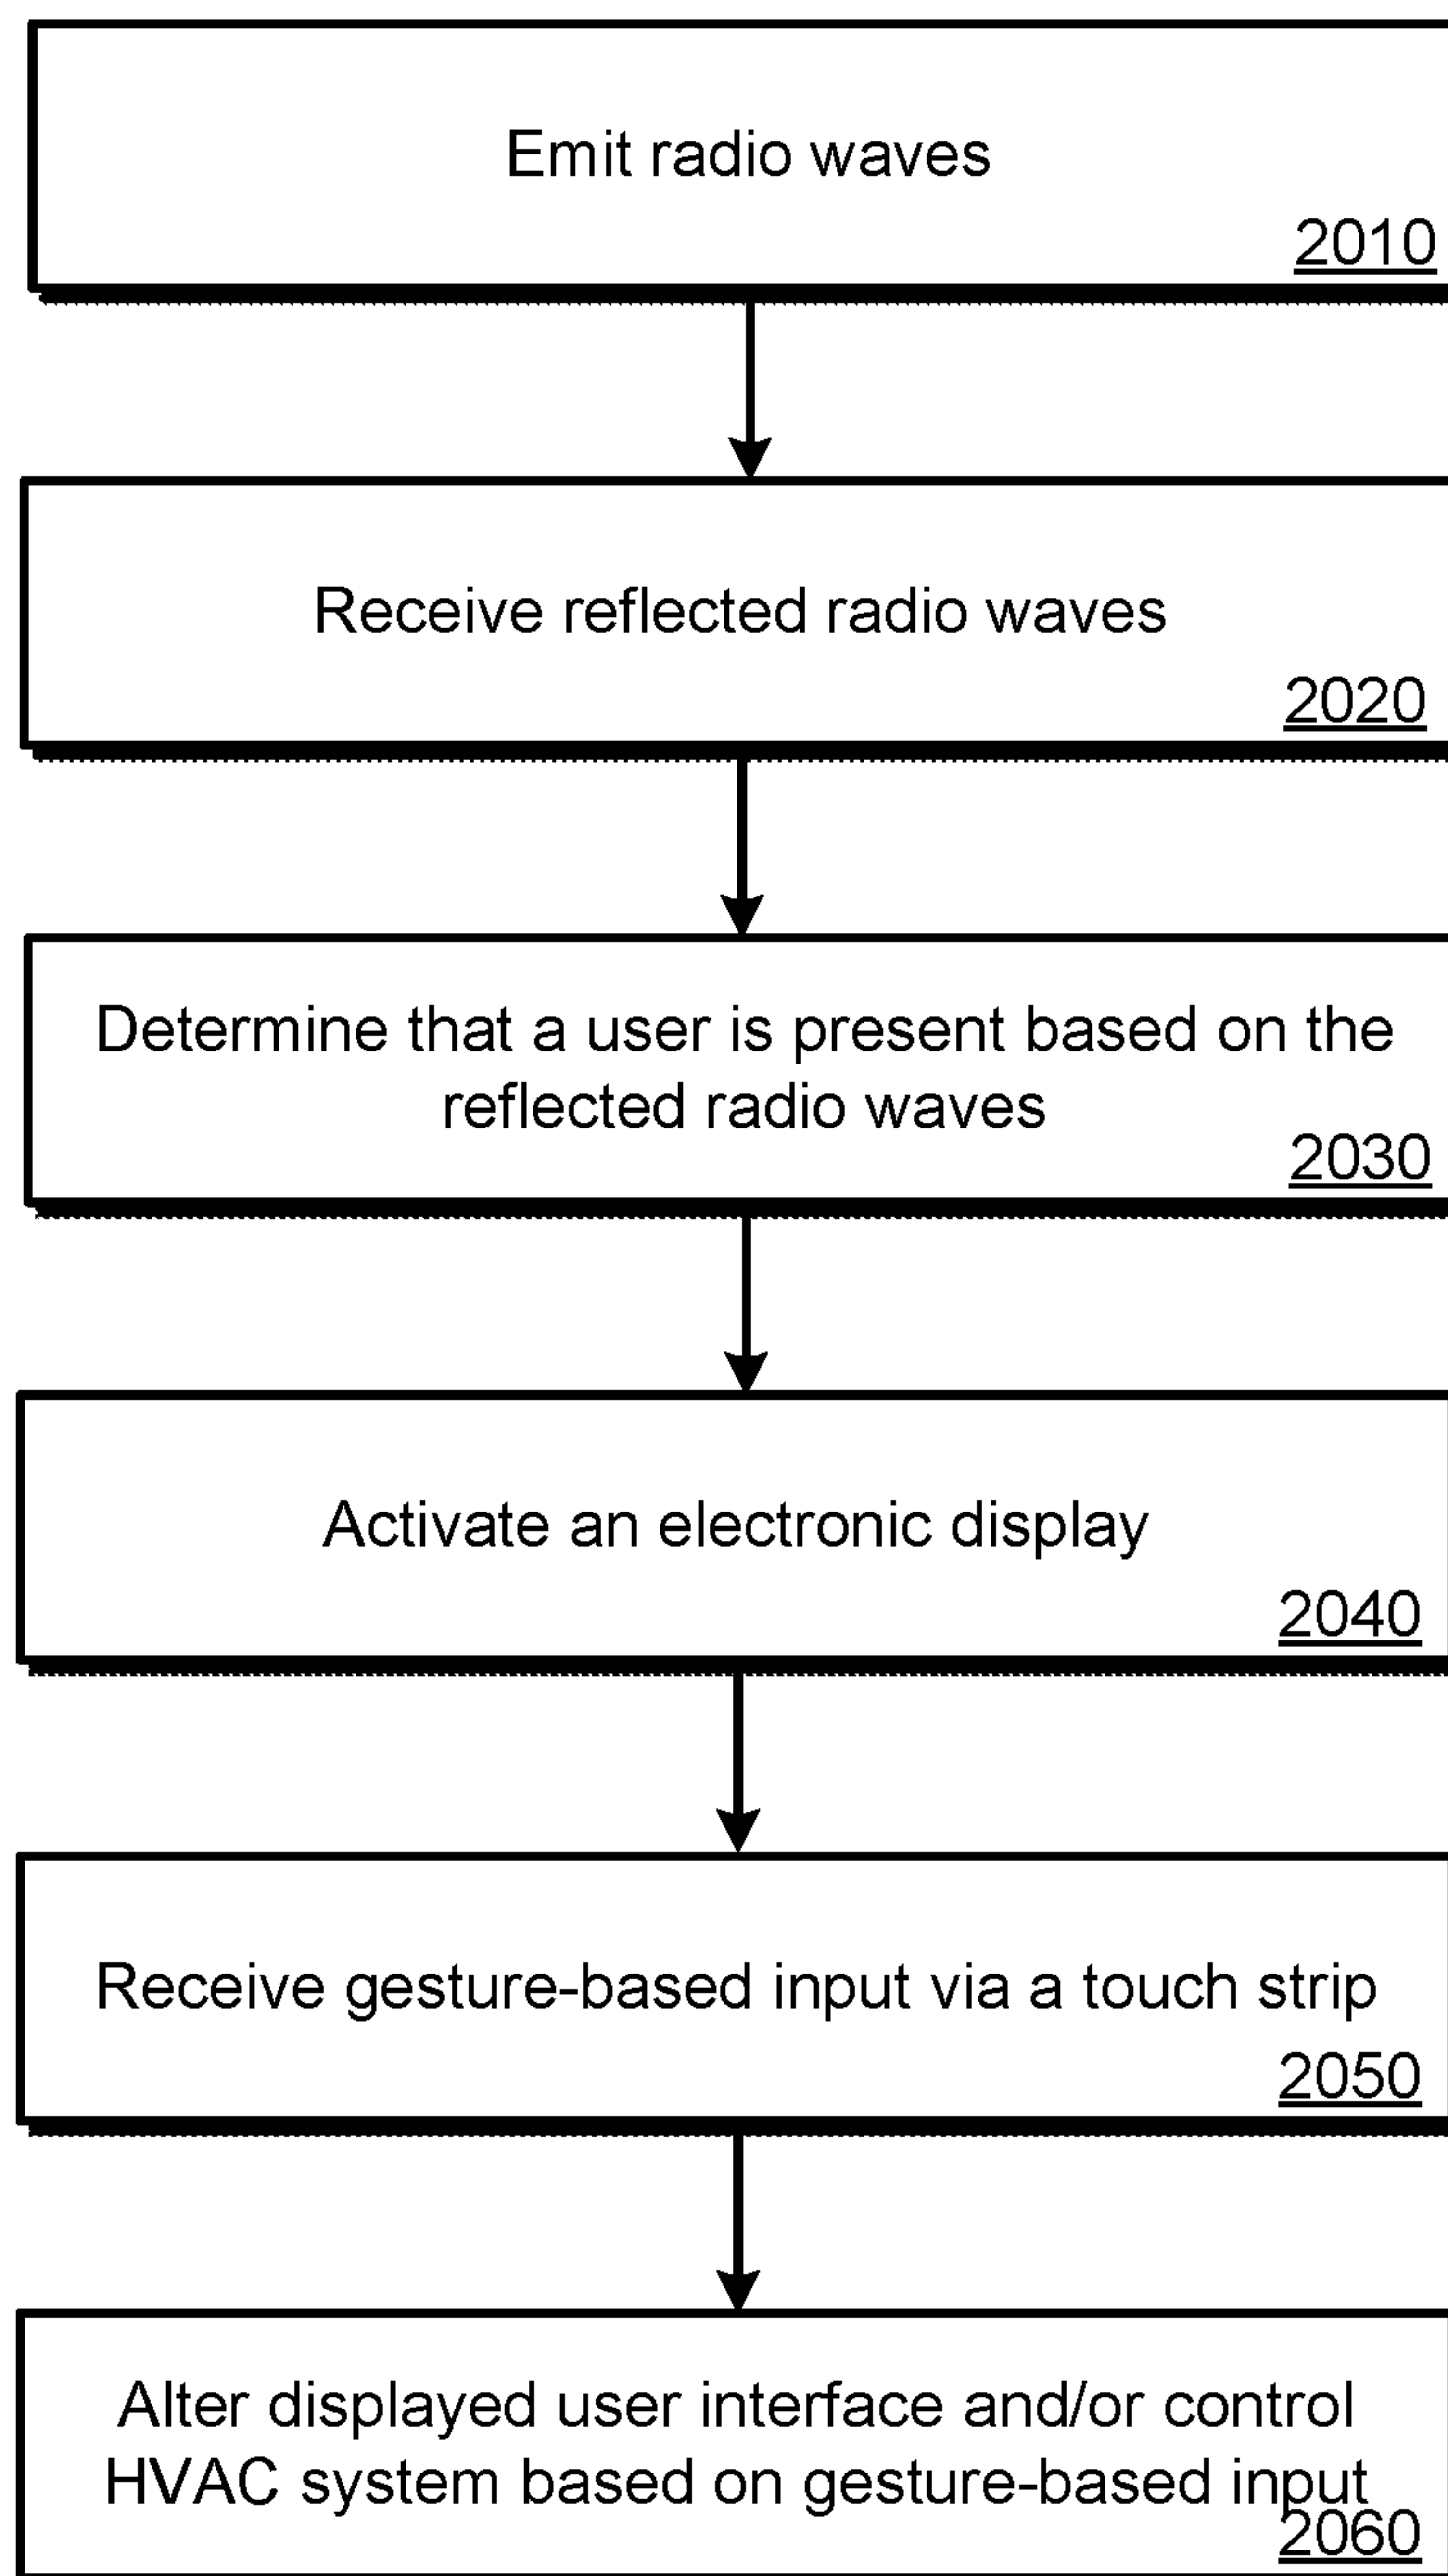 Emit radio waves
2010
Receive reflected radio waves
2020
Determine that a user is present based on the
reflected radio waves
2030
Activate an electronic display
2040
Receive gesture-based input via a touch strip
2050
Alter displayed user interface and/or control
HVAC system based on gesture-based input
2060